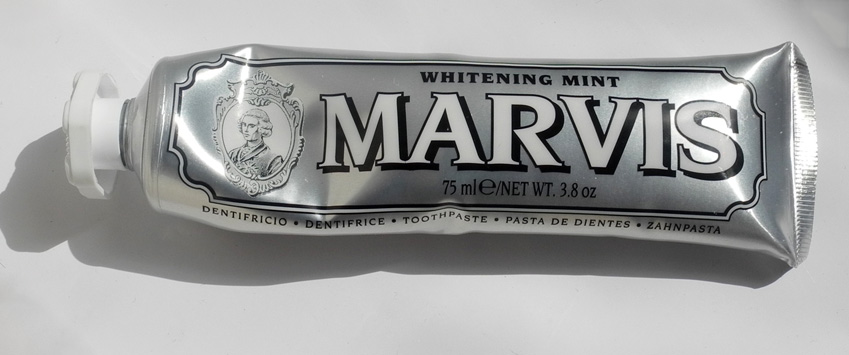 WHITENING MINT
MARVIS
75 ml℮/NET WT. 3.8 oz
DENTIFRICIO • DENTIFRICE • TOOTHPASTE • PASTA DE DIENTES • ZAHNPASTA